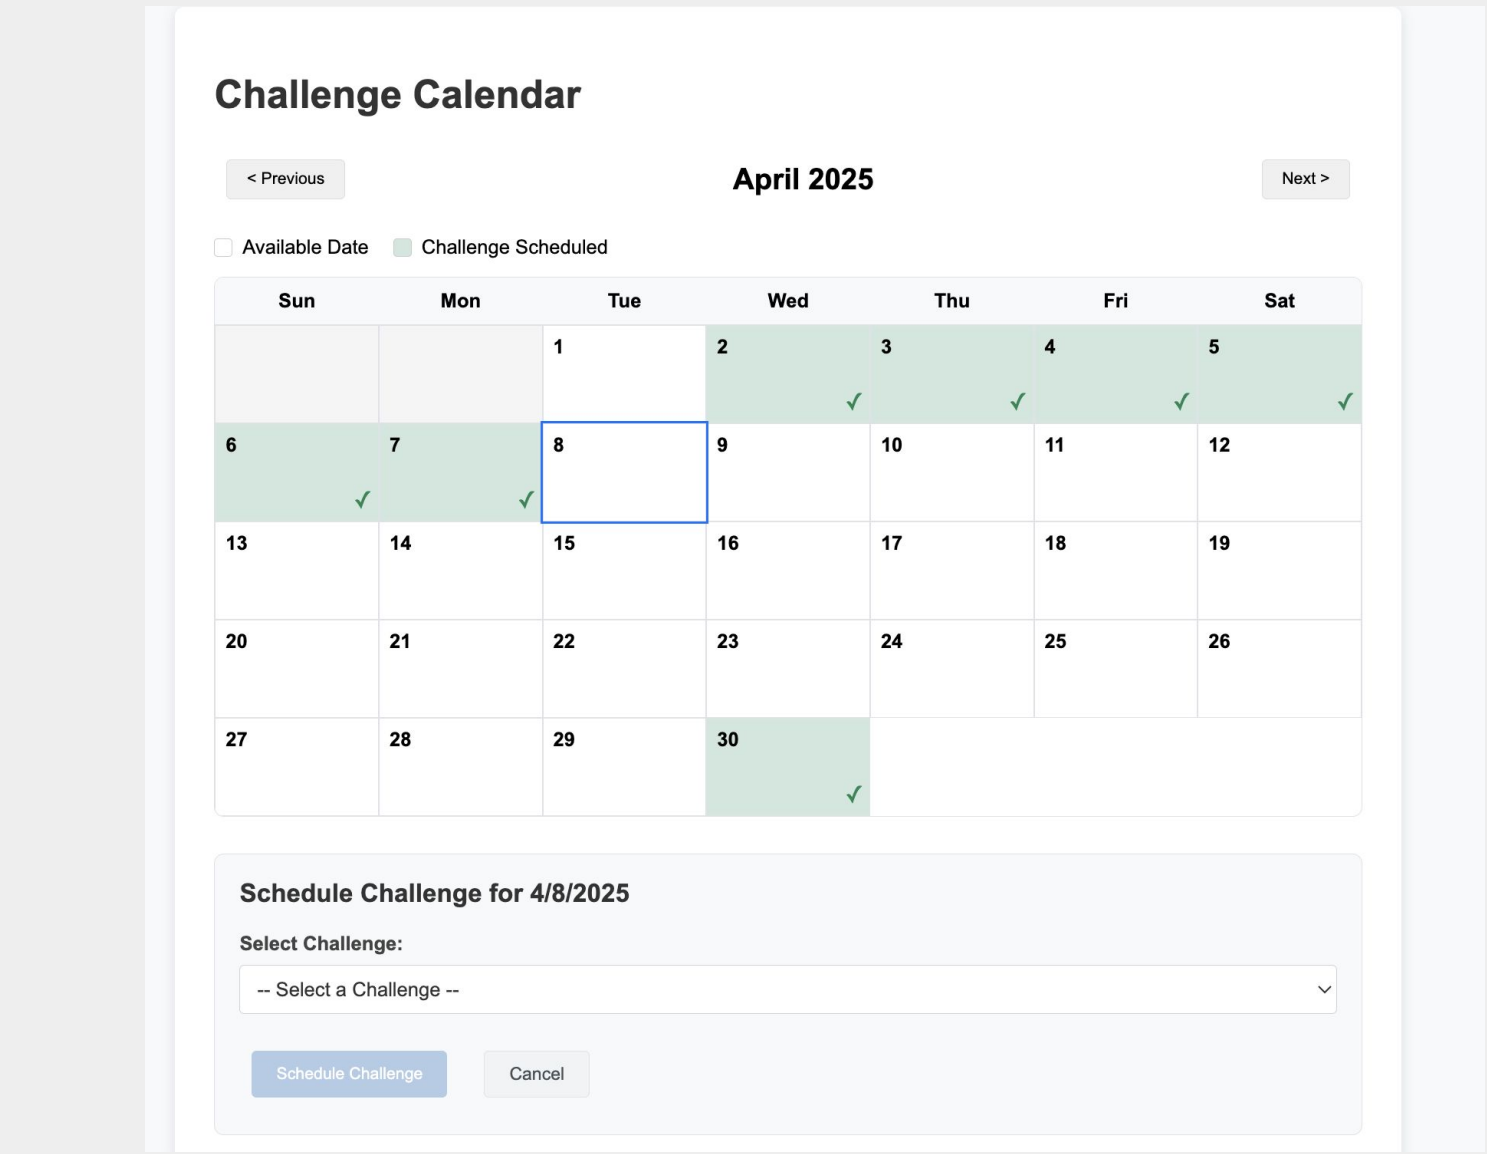 Challenge Calendar
< Previous
April 2025
Next >
Available Date
Challenge Scheduled
Sun Mon Tue Wed Thu Fri Sat
1 2 3 4 5
✓ ✓ ✓ ✓
6 7 8 9 10 11 12
✓ ✓
13 14 15 16 17 18 19
20 21 22 23 24 25 26
27 28 29 30
✓
Schedule Challenge for 4/8/2025
Select Challenge:
-- Select a Challenge --
Schedule Challenge
Cancel